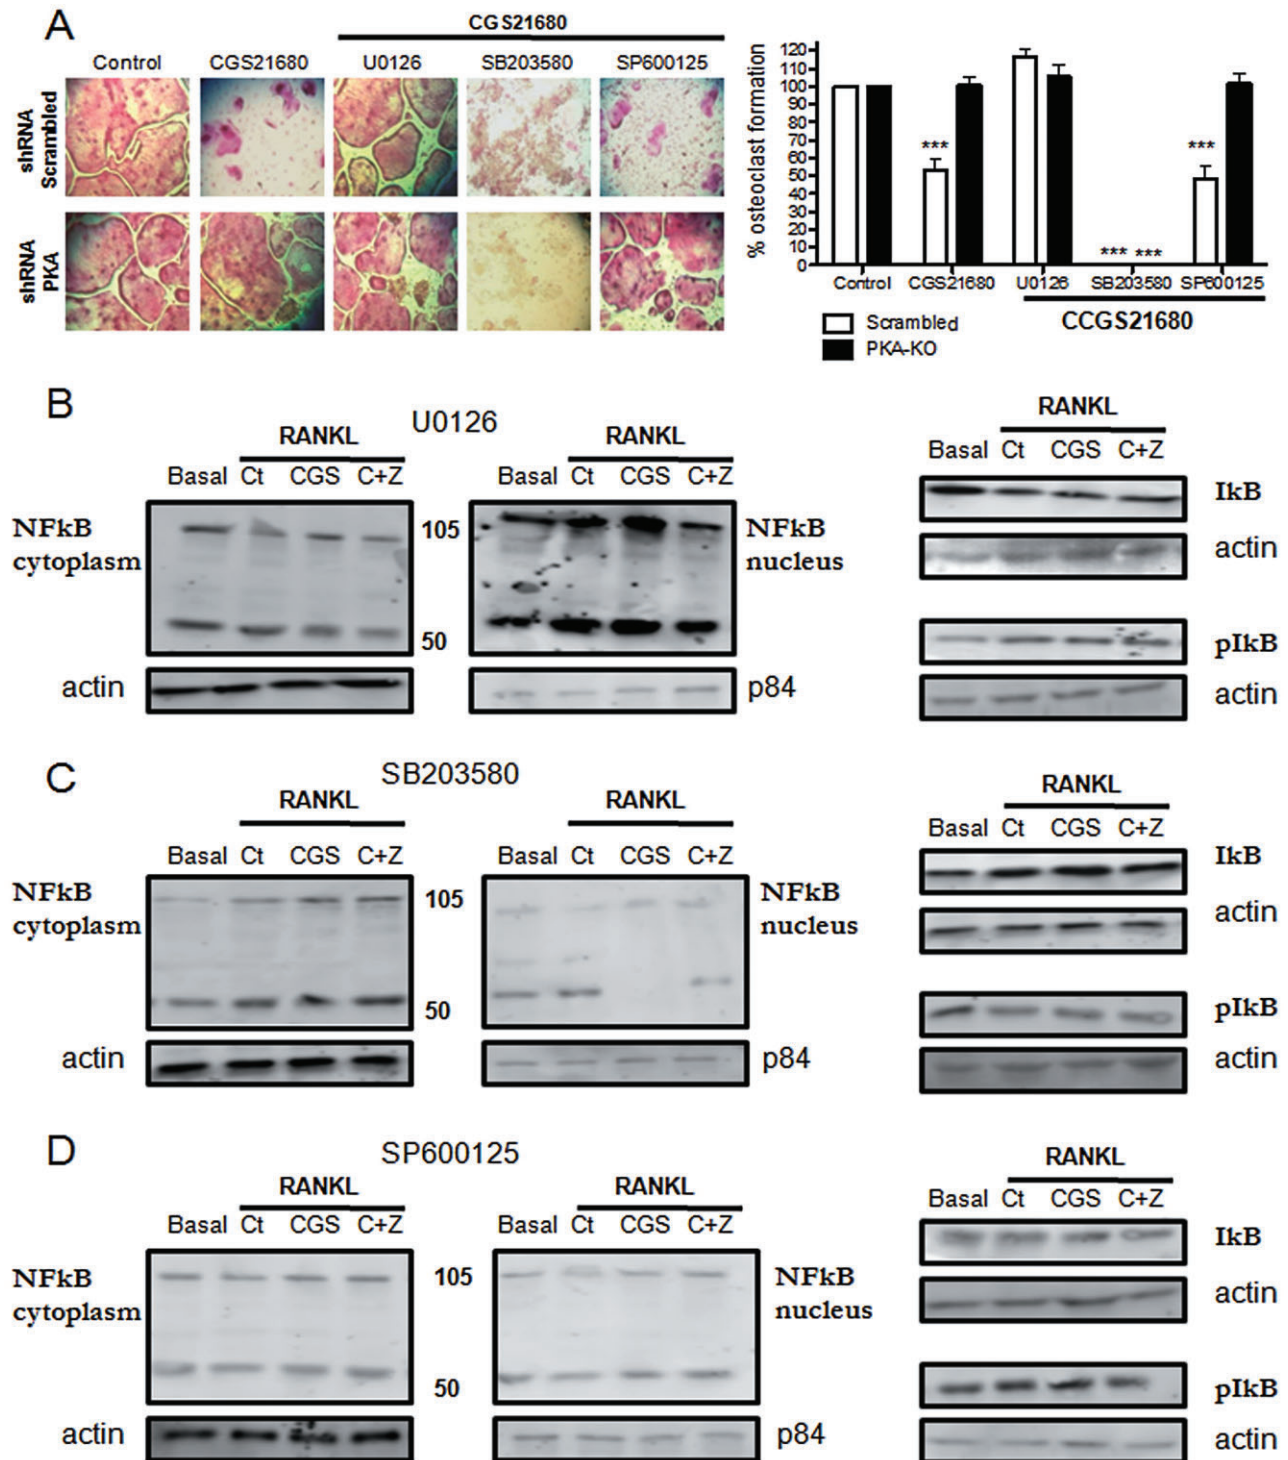 A
CGS21680
Control CGS21680 U0126 SB203580 SP600125
shRNA
Scrambled
shRNA
PKA
% osteoclast formation
120
110
100
90
80
70
60
50
40
30
20
10
0
***
*** ***
***
Control CGS21680 U0126 SB203580 SP600125
CCGS21680
Scrambled
PKA-KO
B
U0126
RANKL
Basal Ct CGS C+Z
RANKL
Basal Ct CGS C+Z
RANKL
Basal Ct CGS C+Z
NFkB
cytoplasm
105
50
NFkB
nucleus
actin
p84
IkB
actin
pIkB
actin
C
SB203580
RANKL
Basal Ct CGS C+Z
RANKL
Basal Ct CGS C+Z
RANKL
Basal Ct CGS C+Z
NFkB
cytoplasm
105
50
NFkB
nucleus
actin
p84
IkB
actin
pIkB
actin
D
SP600125
RANKL
Basal Ct CGS C+Z
RANKL
Basal Ct CGS C+Z
RANKL
Basal Ct CGS C+Z
NFkB
cytoplasm
105
50
NFkB
nucleus
actin
p84
IkB
actin
pIkB
actin